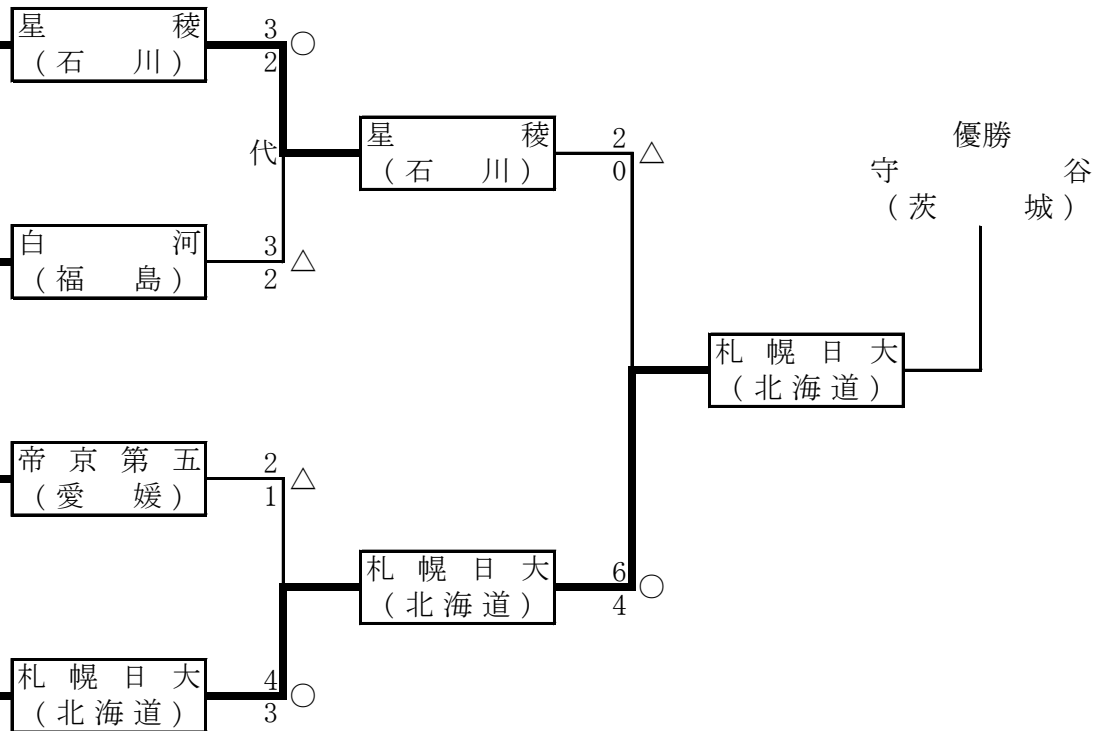 星　稜
(石　川)
3
2
○
代
白　河
(福　島)
3
2
△
星　稜
(石　川)
2
0
△
帝京第五
(愛　媛)
2
1
△
札幌日大
(北海道)
4
3
○
札幌日大
(北海道)
6
4
○
札幌日大
(北海道)
優勝
守　谷
(茨　城)